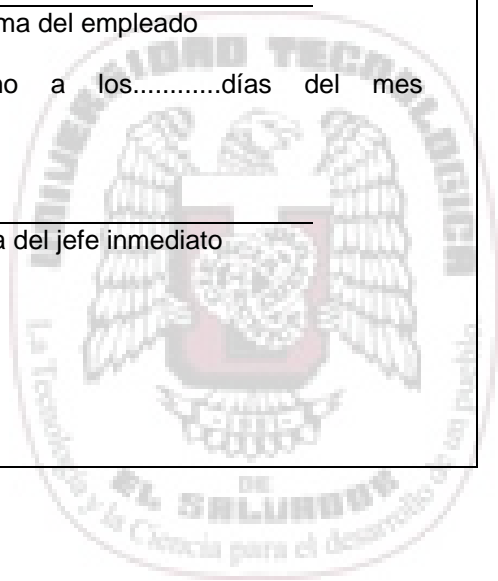 ma del empleado
no a los............días del mes
a del jefe inmediato
UNIVERSIDAD TECNOLOGICA
La Tecnología y la Ciencia para el desarrollo de un pueblo
DE
EL SALVADOR